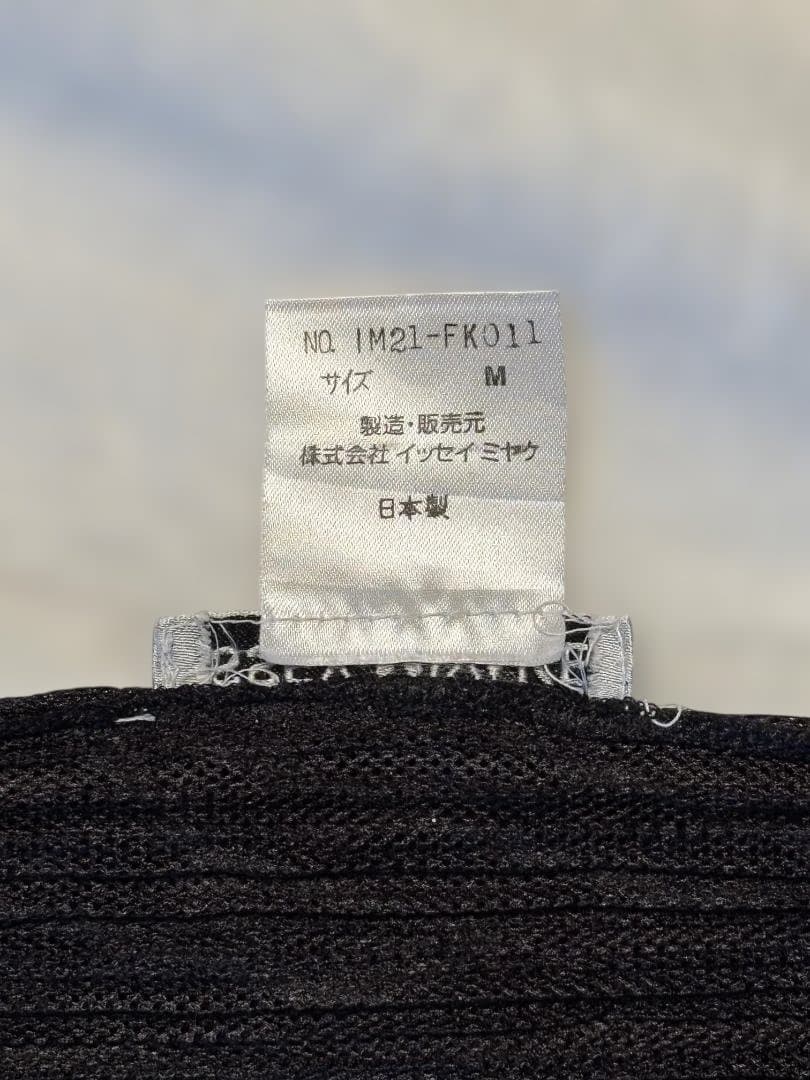 NO. IM21-FK011
サイズ M
製造・販売元
株式会社 イッセイ ミヤケ
日本製